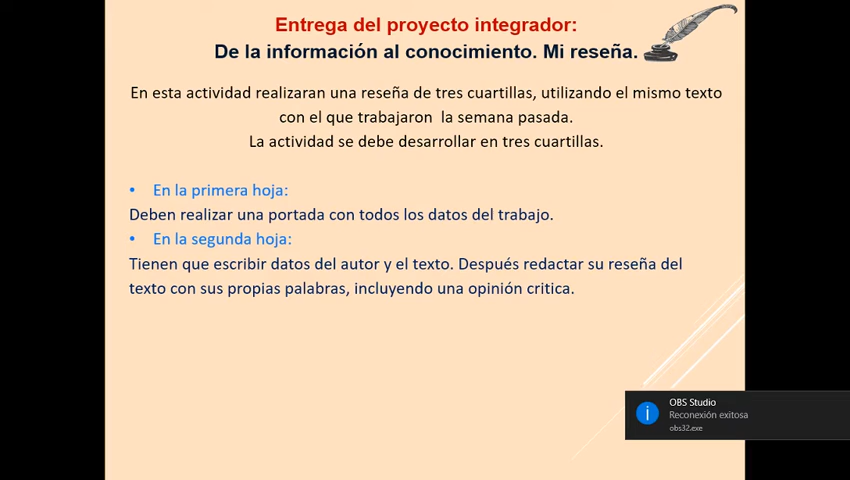 Entrega del proyecto integrador:
De la información al conocimiento. Mi reseña.
En esta actividad realizaran una reseña de tres cuartillas, utilizando el mismo texto
con el que trabajaron la semana pasada.
La actividad se debe desarrollar en tres cuartillas.
• En la primera hoja:
Deben realizar una portada con todos los datos del trabajo.
• En la segunda hoja:
Tienen que escribir datos del autor y el texto. Después redactar su reseña del
texto con sus propias palabras, incluyendo una opinión critica.
OBS Studio
Reconexión exitosa
obs32.exe